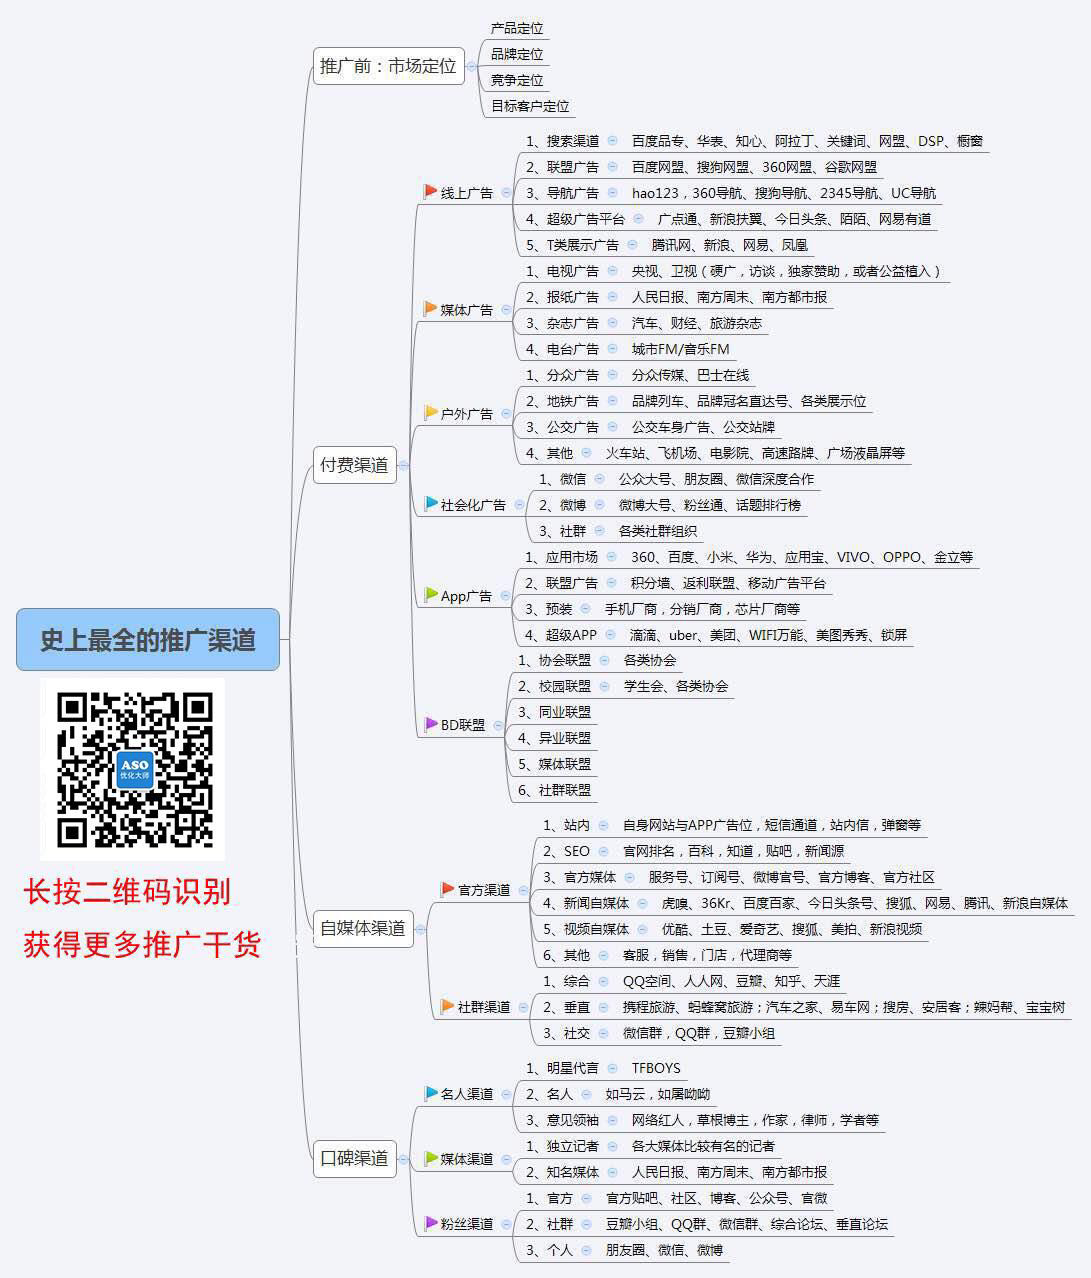 史上最全的推广渠道
ASO
优化大师
长按二维码识别
获得更多推广干货
推广前：市场定位
产品定位
品牌定位
竞争定位
目标客户定位
付费渠道
线上广告
1、搜索渠道 百度品专、华表、知心、阿拉丁、关键词、网盟、DSP、橱窗
2、联盟广告 百度网盟、搜狗网盟、360网盟、谷歌网盟
3、导航广告 hao123，360导航、搜狗导航、2345导航、UC导航
4、超级广告平台 广点通、新浪扶翼、今日头条、陌陌、网易有道
5、T类展示广告 腾讯网、新浪、网易、凤凰
媒体广告
1、电视广告 央视、卫视（硬广，访谈，独家赞助，或者公益植入）
2、报纸广告 人民日报、南方周末、南方都市报
3、杂志广告 汽车、财经、旅游杂志
4、电台广告 城市FM/音乐FM
户外广告
1、分众广告 分众传媒、巴士在线
2、地铁广告 品牌列车、品牌冠名直达号、各类展示位
3、公交广告 公交车身广告、公交站牌
4、其他 火车站、飞机场、电影院、高速路牌、广场液晶屏等
社会化广告
1、微信 公众大号、朋友圈、微信深度合作
2、微博 微博大号、粉丝通、话题排行榜
3、社群 各类社群组织
App广告
1、应用市场 360、百度、小米、华为、应用宝、VIVO、OPPO、金立等
2、联盟广告 积分墙、返利联盟、移动广告平台
3、预装 手机厂商，分销厂商，芯片厂商等
4、超级APP 滴滴、uber、美团、WIFI万能、美图秀秀、锁屏
BD联盟
1、协会联盟 各类协会
2、校园联盟 学生会、各类协会
3、同业联盟
4、异业联盟
5、媒体联盟
6、社群联盟
自媒体渠道
官方渠道
1、站内 自身网站与APP广告位，短信通道，站内信，弹窗等
2、SEO 官网排名，百科，知道，贴吧，新闻源
3、官方媒体 服务号、订阅号、微博官号、官方博客、官方社区
4、新闻自媒体 虎嗅、36Kr、百度百家、今日头条号、搜狐、网易、腾讯、新浪自媒体
5、视频自媒体 优酷、土豆、爱奇艺、搜狐、美拍、新浪视频
6、其他 客服，销售，门店，代理商等
社群渠道
1、综合 QQ空间、人人网、豆瓣、知乎、天涯
2、垂直 携程旅游、蚂蜂窝旅游；汽车之家、易车网；搜房、安居客；辣妈帮、宝宝树
3、社交 微信群，QQ群，豆瓣小组
口碑渠道
名人渠道
1、明星代言 TFBOYS
2、名人 如马云，如屠呦呦
3、意见领袖 网络红人，草根博主，作家，律师，学者等
媒体渠道
1、独立记者 各大媒体比较有名的记者
2、知名媒体 人民日报、南方周末、南方都市报
粉丝渠道
1、官方 官方贴吧、社区、博客、公众号、官微
2、社群 豆瓣小组、QQ群、微信群、综合论坛、垂直论坛
3、个人 朋友圈、微信、微博